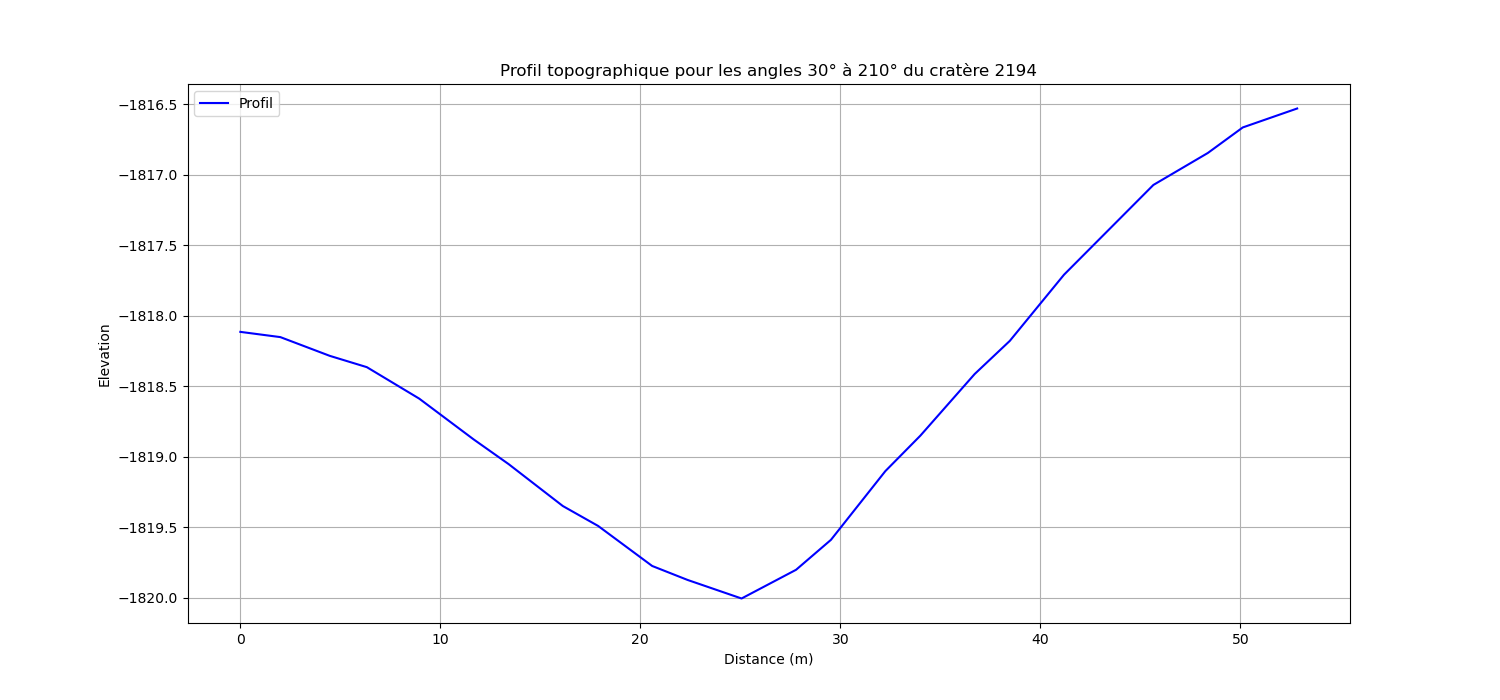 Profil topographique pour les angles 30° à 210° du cratère 2194
Profil
−1816.5
−1817.0
−1817.5
−1818.0
−1818.5
−1819.0
−1819.5
−1820.0
Elevation
0 10 20 30 40 50
Distance (m)